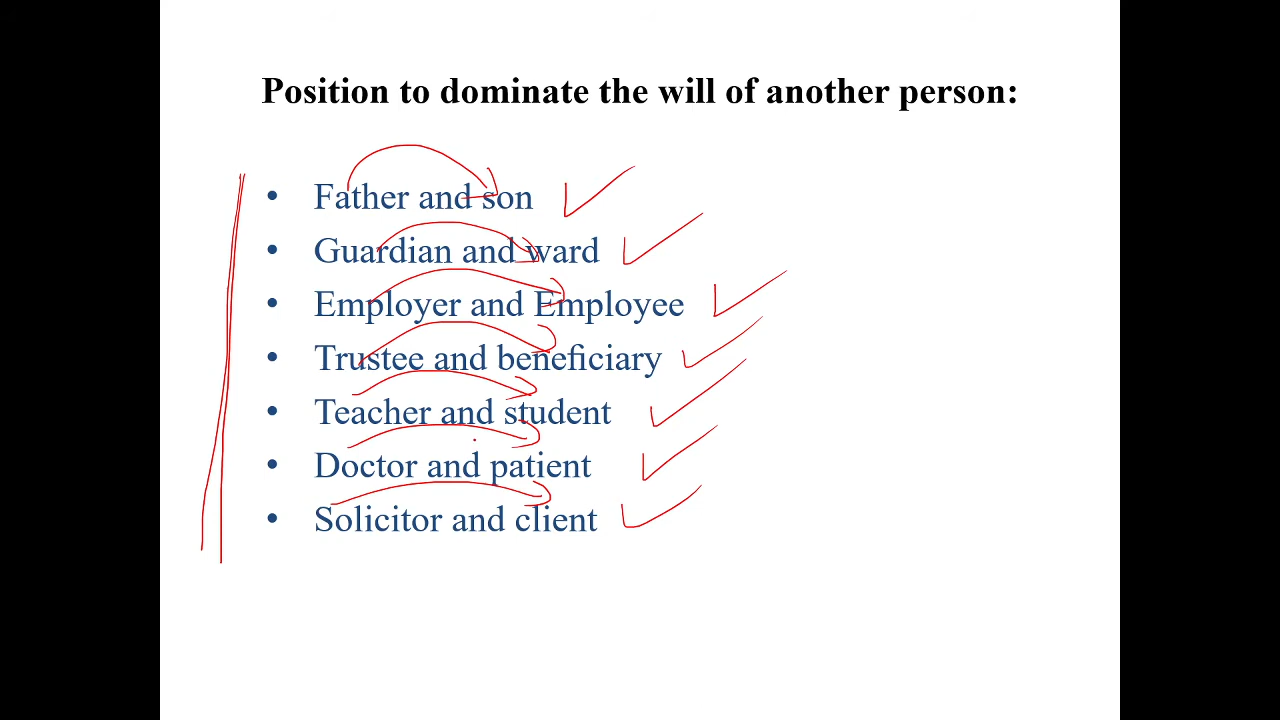 Position to dominate the will of another person:
• Father and son
• Guardian and ward
• Employer and Employee
• Trustee and beneficiary
• Teacher and student
• Doctor and patient
• Solicitor and client